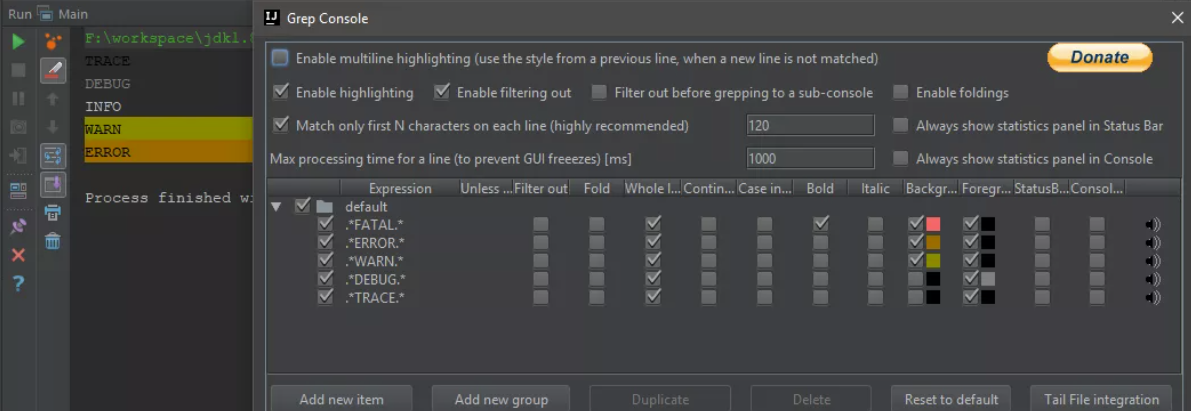 Run Main
F:\workspace\jdk1.
TRACE
DEBUG
INFO
WARN
ERROR
Process finished wi
IJ Grep Console
Enable multiline highlighting (use the style from a previous line, when a new line is not matched)
Donate
Enable highlighting Enable filtering out Filter out before grepping to a sub-console Enable foldings
Match only first N characters on each line (highly recommended) 120 Always show statistics panel in Status Bar
Max processing time for a line (to prevent GUI freeezes) [ms] 1000 Always show statistics panel in Console
Expression Unless ... Filter out Fold Whole l... Contin... Case in... Bold Italic Backgr... Foregr... StatusB... Consol...
default
.*FATAL.*
.*ERROR.*
.*WARN.*
.*DEBUG.*
.*TRACE.*
Add new item Add new group Duplicate Delete Reset to default Tail File integration